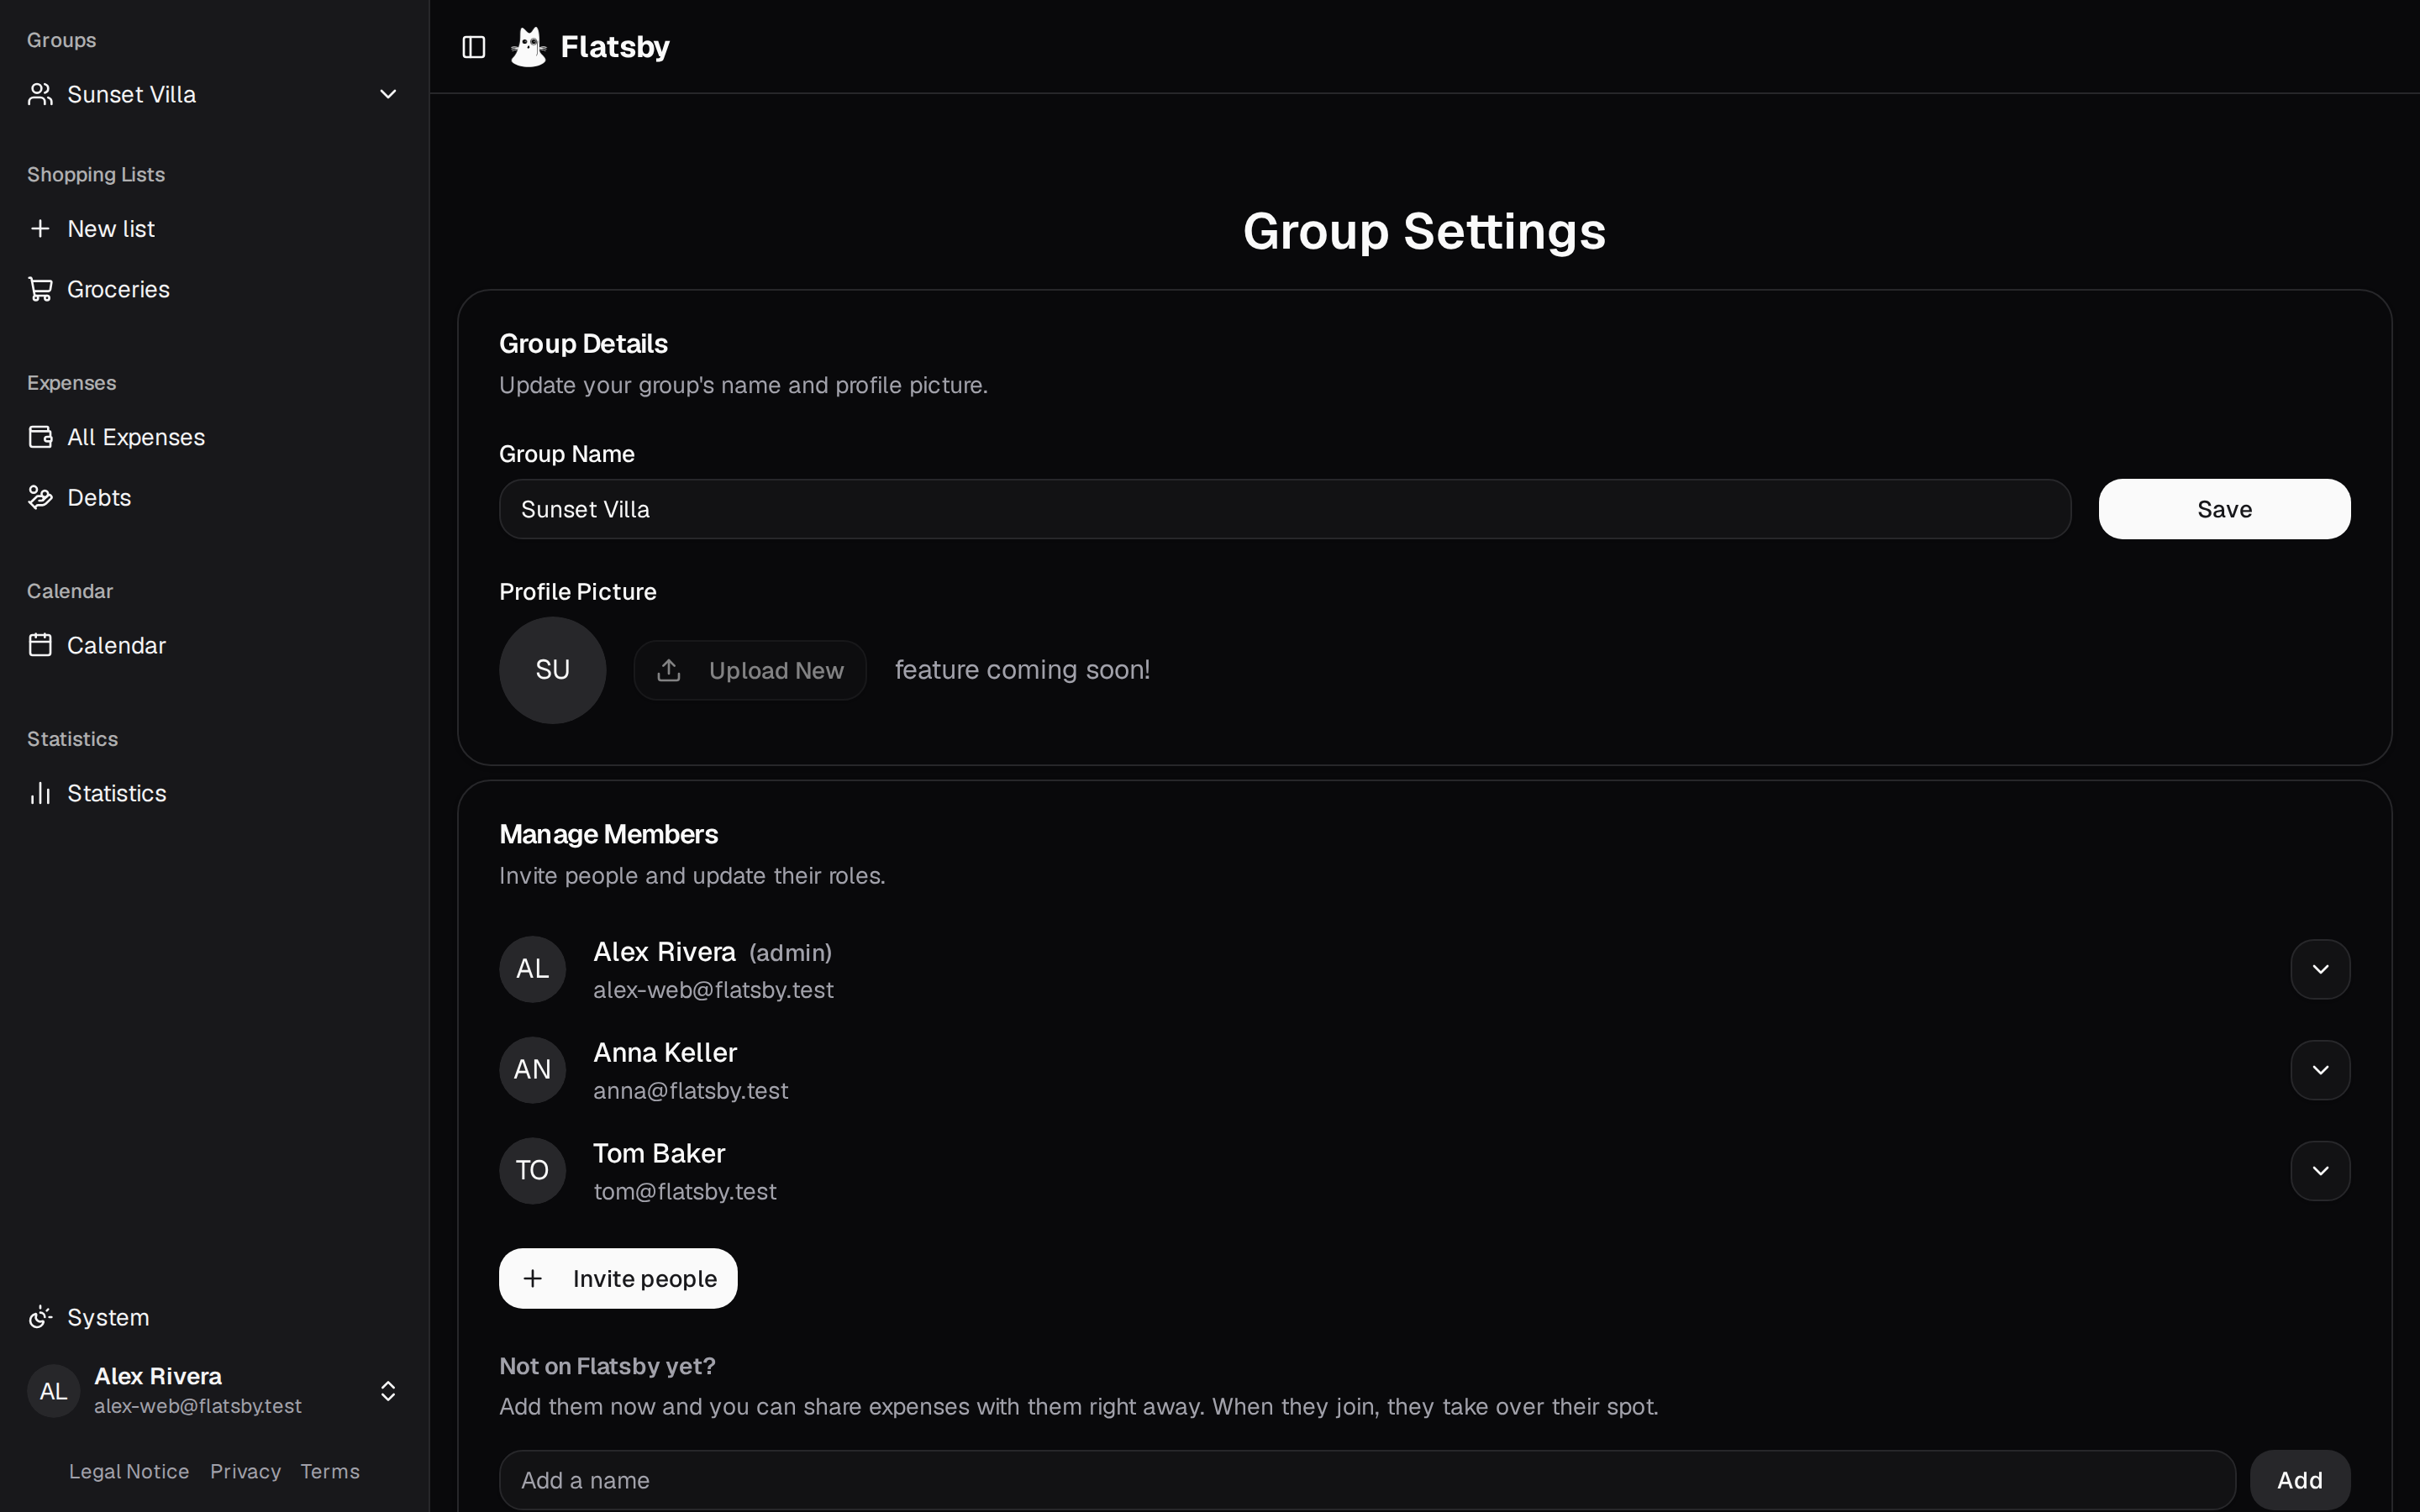 Groups
Sunset Villa
Shopping Lists
New list
Groceries
Expenses
All Expenses
Debts
Calendar
Calendar
Statistics
Statistics
System
AL
Alex Rivera
alex-web@flatsby.test
Legal Notice Privacy Terms
Flatsby
Group Settings
Group Details
Update your group's name and profile picture.
Group Name
Sunset Villa
Save
Profile Picture
SU
Upload New
feature coming soon!
Manage Members
Invite people and update their roles.
AL
Alex Rivera (admin)
alex-web@flatsby.test
AN
Anna Keller
anna@flatsby.test
TO
Tom Baker
tom@flatsby.test
Invite people
Not on Flatsby yet?
Add them now and you can share expenses with them right away. When they join, they take over their spot.
Add a name
Add